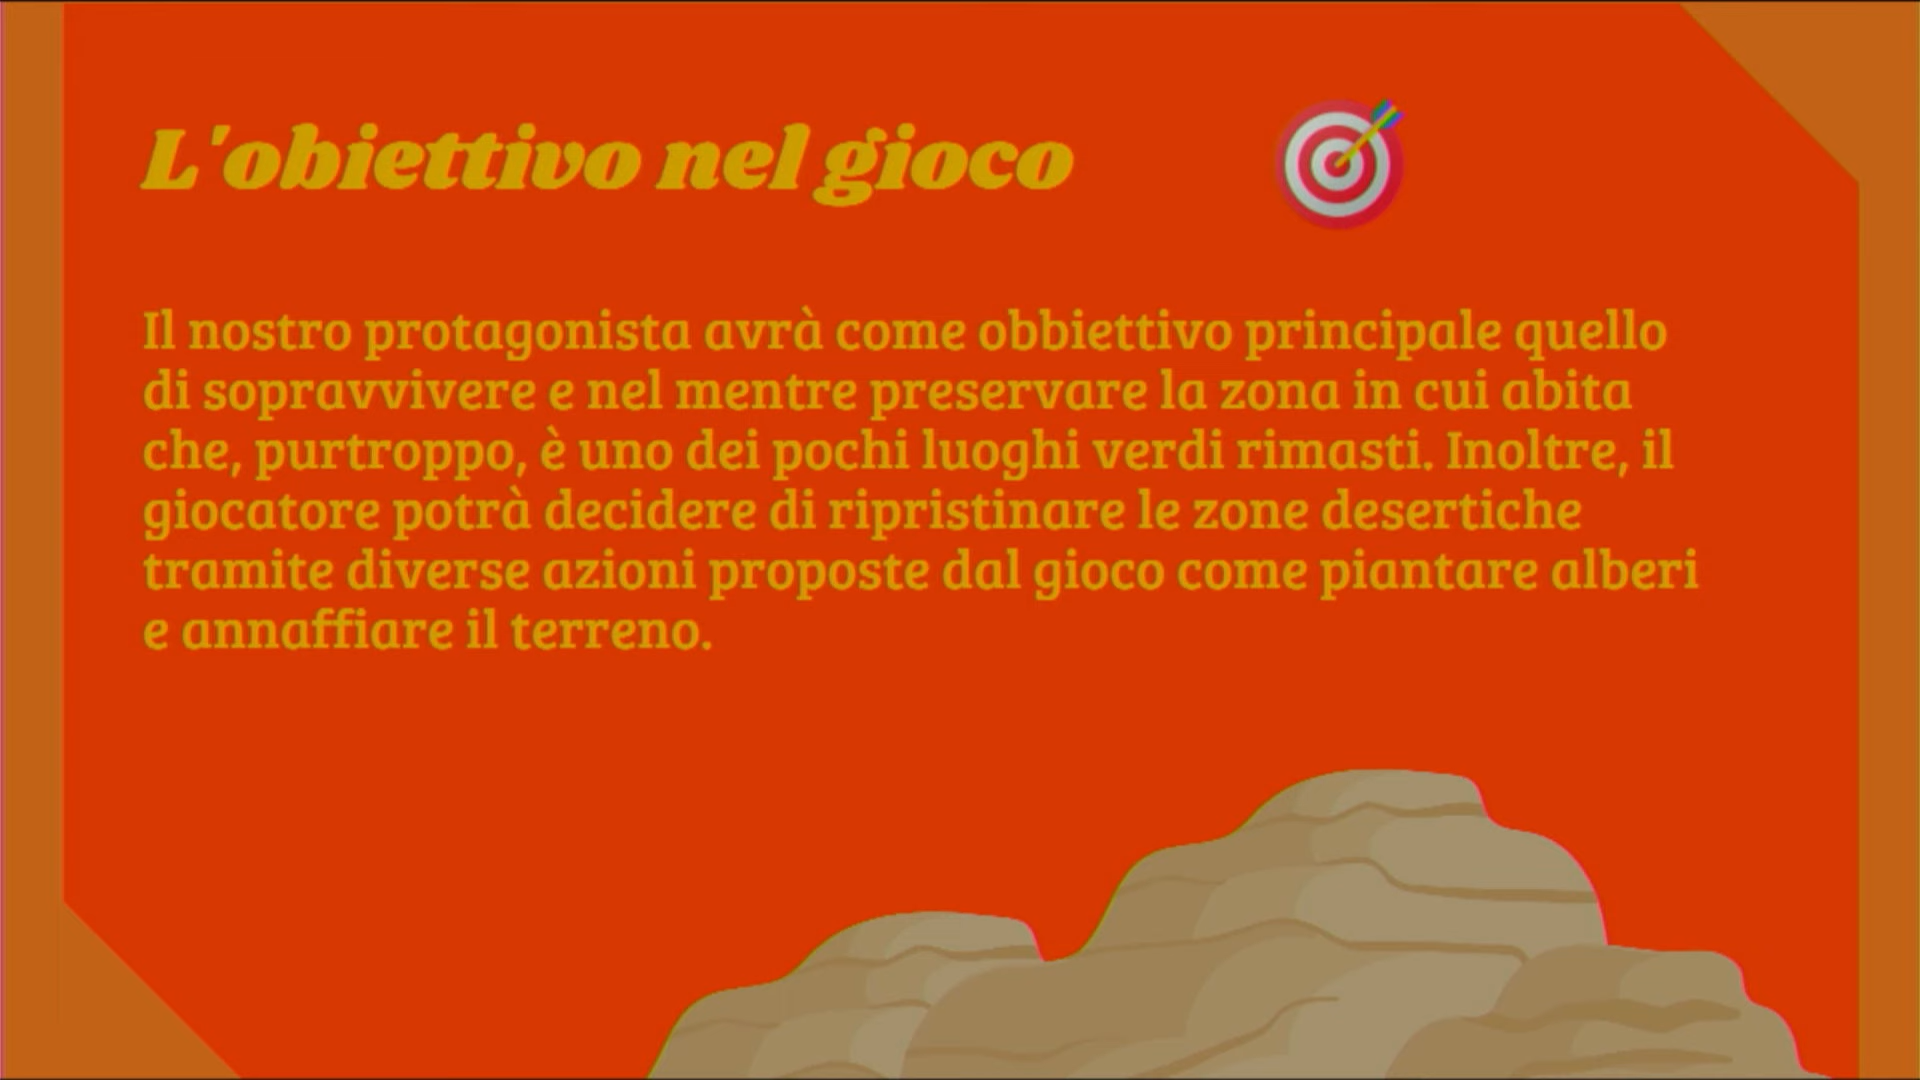 L'obiettivo nel gioco
Il nostro protagonista avrà come obbiettivo principale quello
di sopravvivere e nel mentre preservare la zona in cui abita
che, purtroppo, è uno dei pochi luoghi verdi rimasti. Inoltre, il
giocatore potrà decidere di ripristinare le zone desertiche
tramite diverse azioni proposte dal gioco come piantare alberi
e annaffiare il terreno.